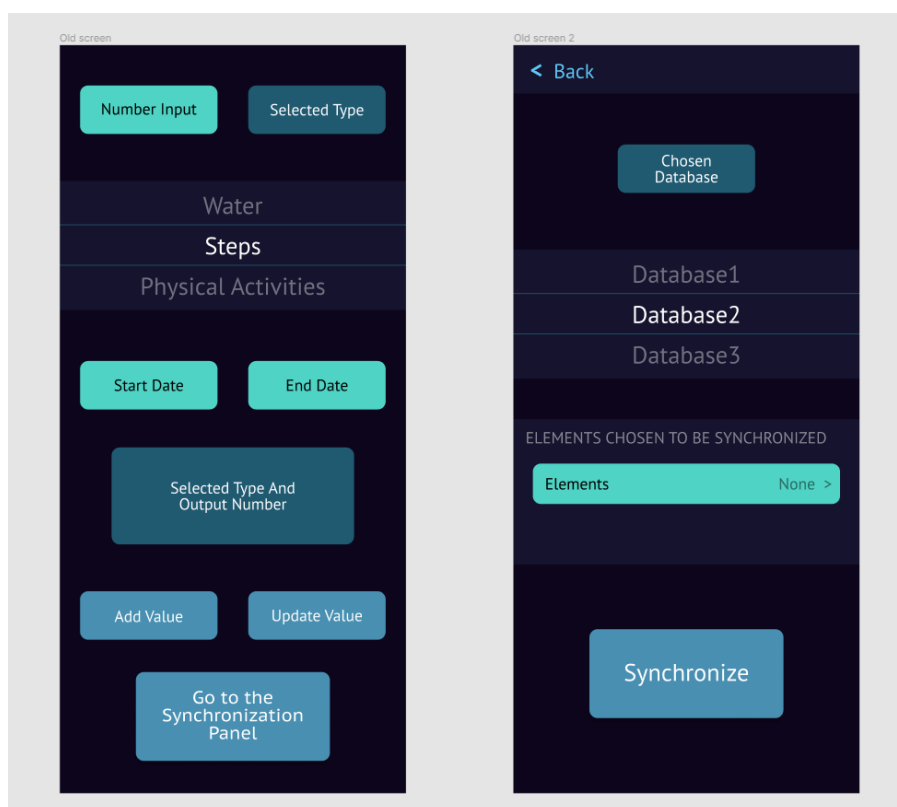 Old screen
Number Input
Selected Type
Water
Steps
Physical Activities
Start Date
End Date
Selected Type And
Output Number
Add Value
Update Value
Go to the
Synchronization
Panel
Old screen 2
< Back
Chosen
Database
Database1
Database2
Database3
ELEMENTS CHOSEN TO BE SYNCHRONIZED
Elements None >
Synchronize